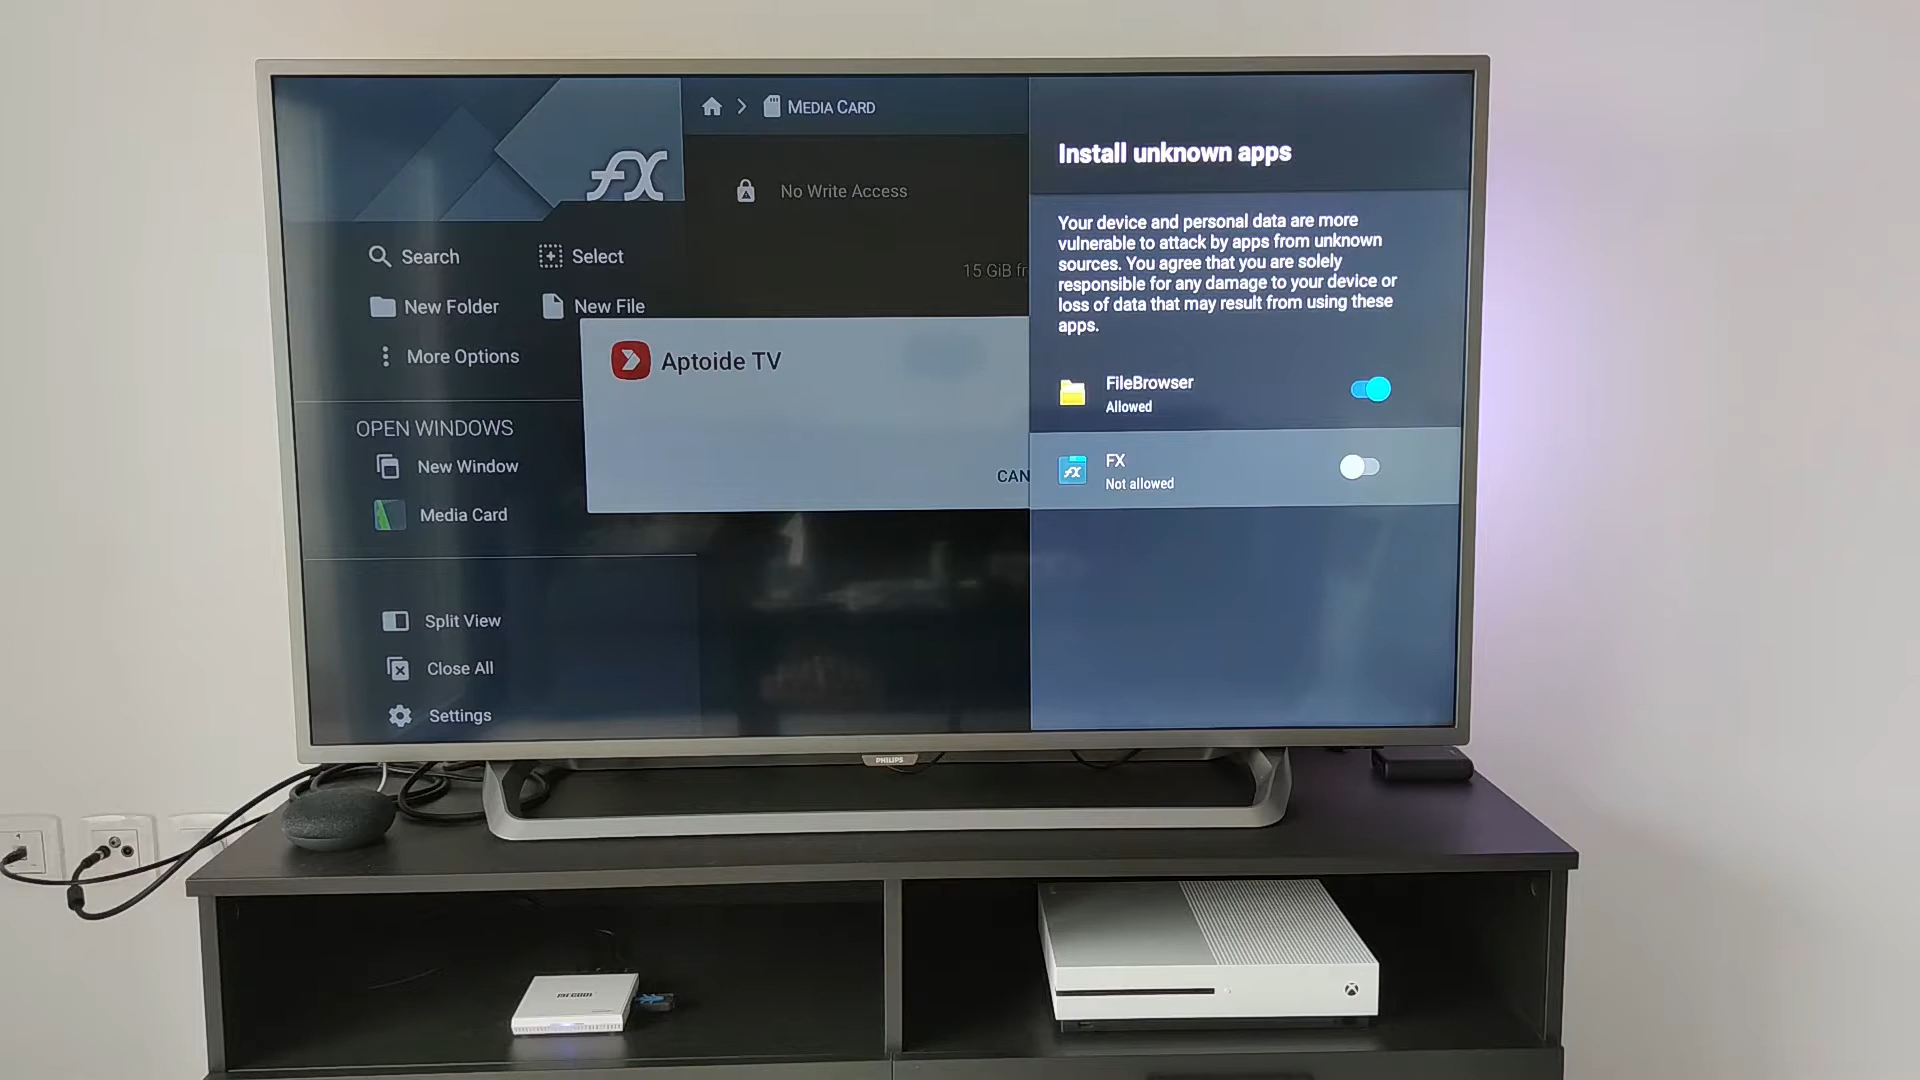 FX
Search
Select
New Folder
New File
More Options
OPEN WINDOWS
New Window
Media Card
Split View
Close All
Settings
MEDIA CARD
No Write Access
15 GiB fr
Aptoide TV
CAN
Install unknown apps
Your device and personal data are more
vulnerable to attack by apps from unknown
sources. You agree that you are solely
responsible for any damage to your device or
loss of data that may result from using these
apps.
FileBrowser
Allowed
FX
FX
Not allowed
PHILIPS
MECOOL